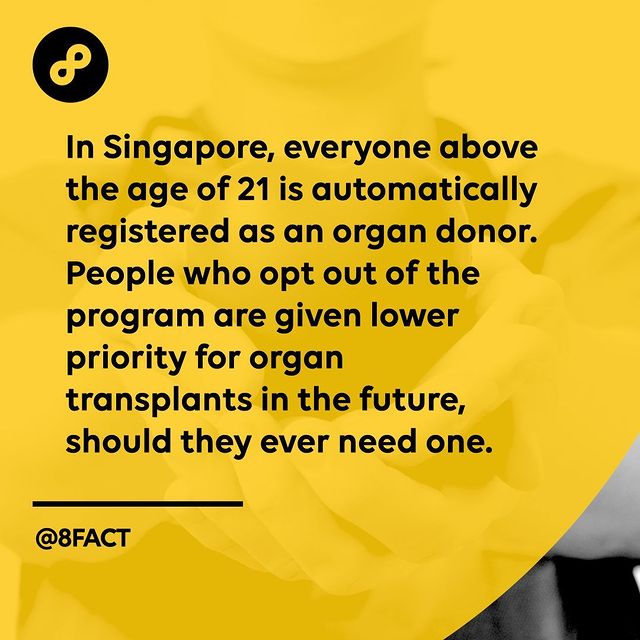 In Singapore, everyone above
the age of 21 is automatically
registered as an organ donor.
People who opt out of the
program are given lower
priority for organ
transplants in the future,
should they ever need one.
@8FACT